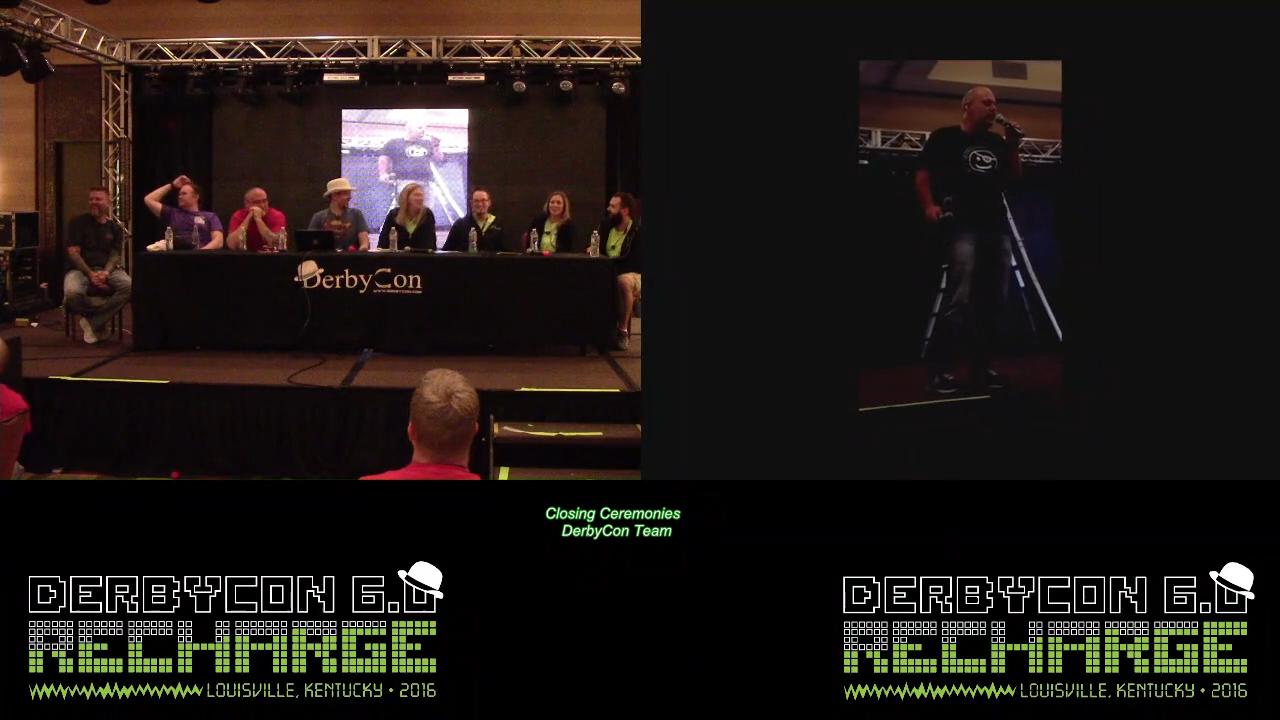 DerbyCon
Closing Ceremonies
DerbyCon Team
DERBYCON 6.0
RECHARGE
LOUISVILLE, KENTUCKY • 2016
DERBYCON 6.0
RECHARGE
LOUISVILLE, KENTUCKY • 2016